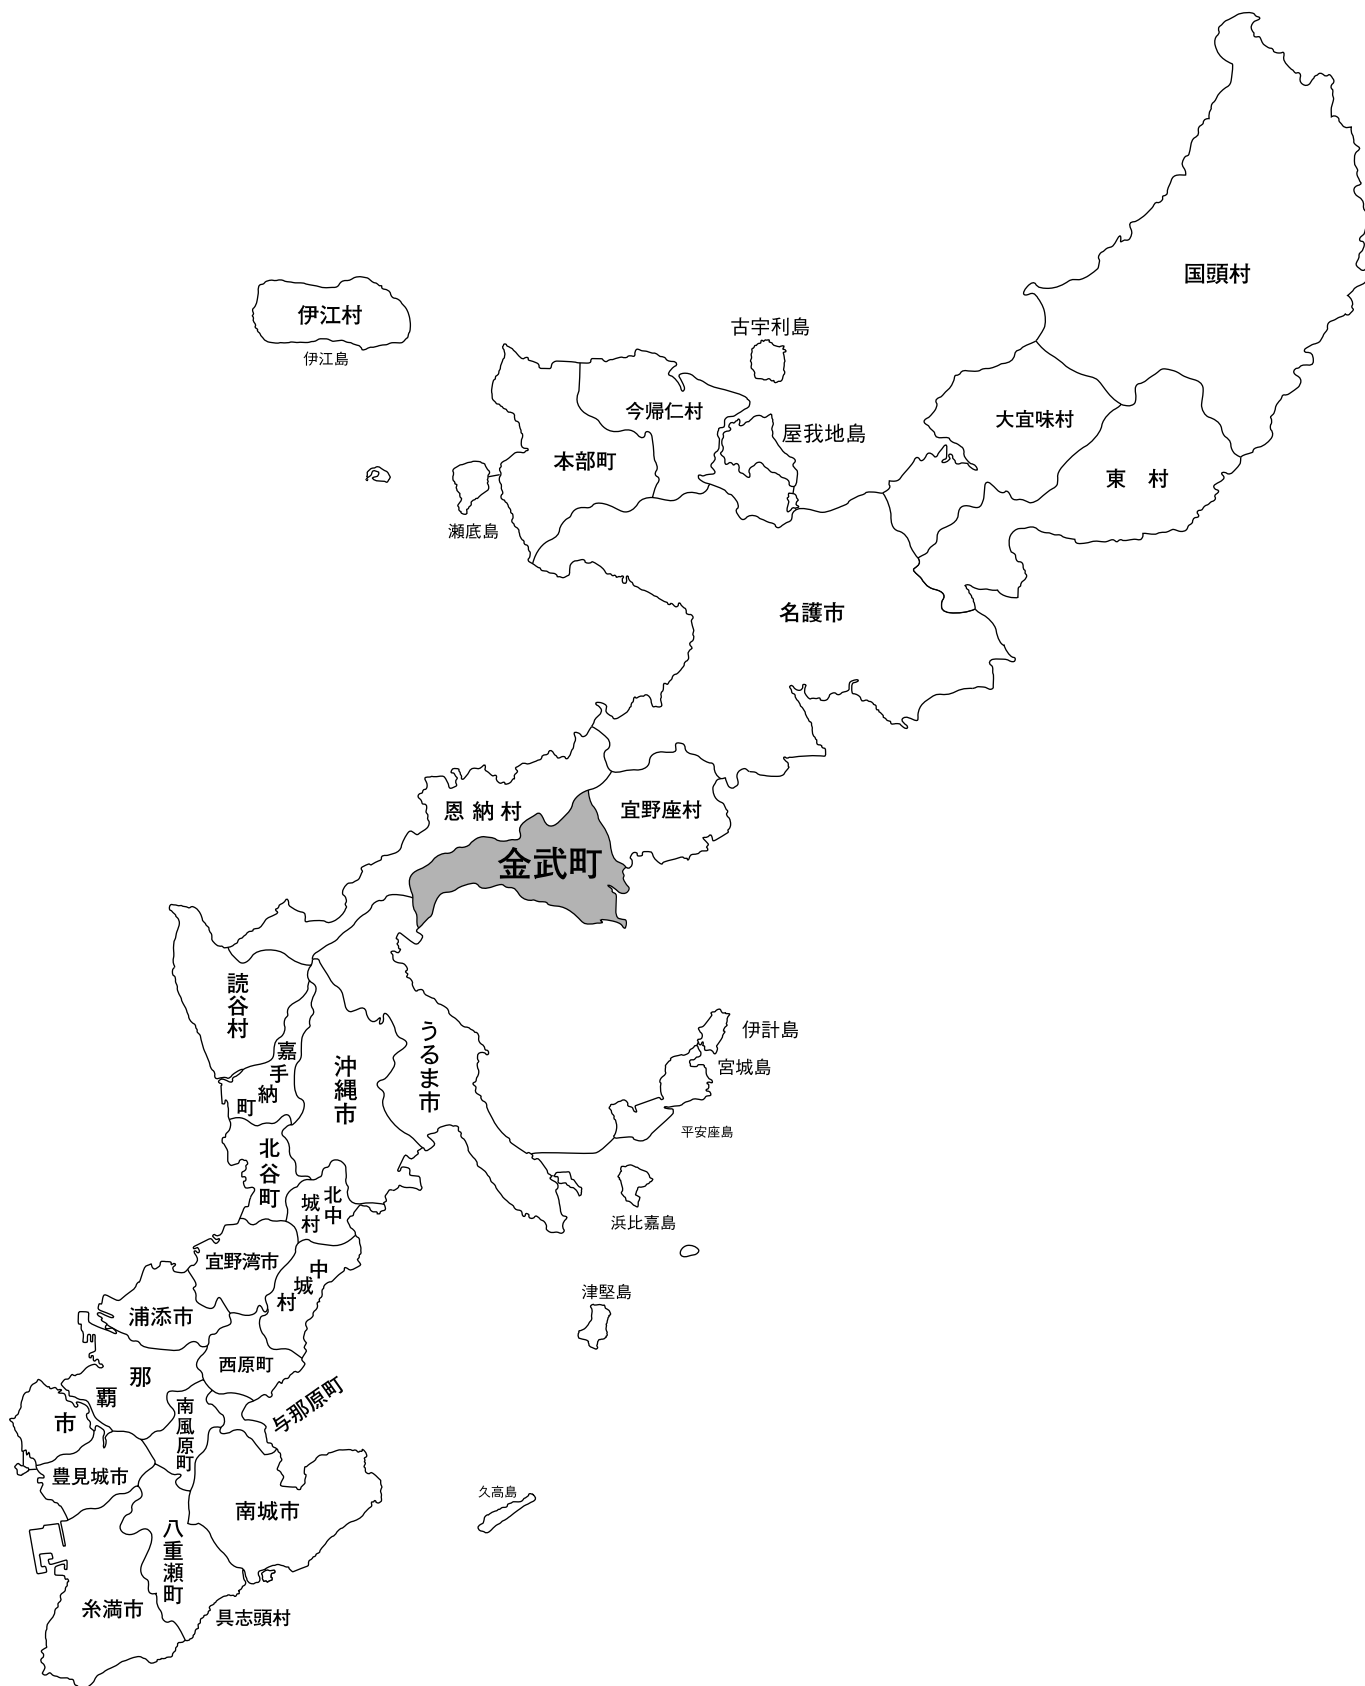 国頭村
伊江村
伊江島
古宇利島
今帰仁村
大宜味村
屋我地島
本部町
東　村
瀬底島
名護市
恩納村
宜野座村
金武町
読谷村
うるま市
伊計島
嘉手納町
沖縄市
宮城島
平安座島
北谷町
北中城村
浜比嘉島
宜野湾市
中城村
津堅島
浦添市
西原町
那覇市
与那原町
南風原町
豊見城市
久高島
南城市
八重瀬町
糸満市
具志頭村